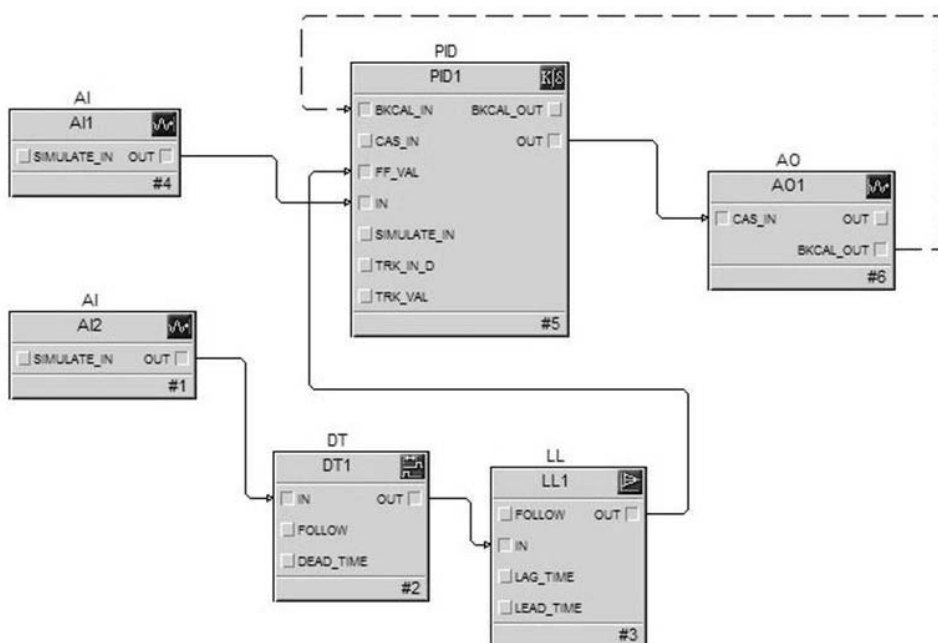 AI
AI1
SIMULATE_IN OUT
#4
PID
PID1
BKCAL_IN BKCAL_OUT
CAS_IN OUT
FF_VAL
IN
SIMULATE_IN
TRK_IN_D
TRK_VAL
#5
AO
AO1
CAS_IN OUT
BKCAL_OUT
#6
AI
AI2
SIMULATE_IN OUT
#1
DT
DT1
IN OUT
FOLLOW
DEAD_TIME
#2
LL
LL1
FOLLOW OUT
IN
LAG_TIME
LEAD_TIME
#3